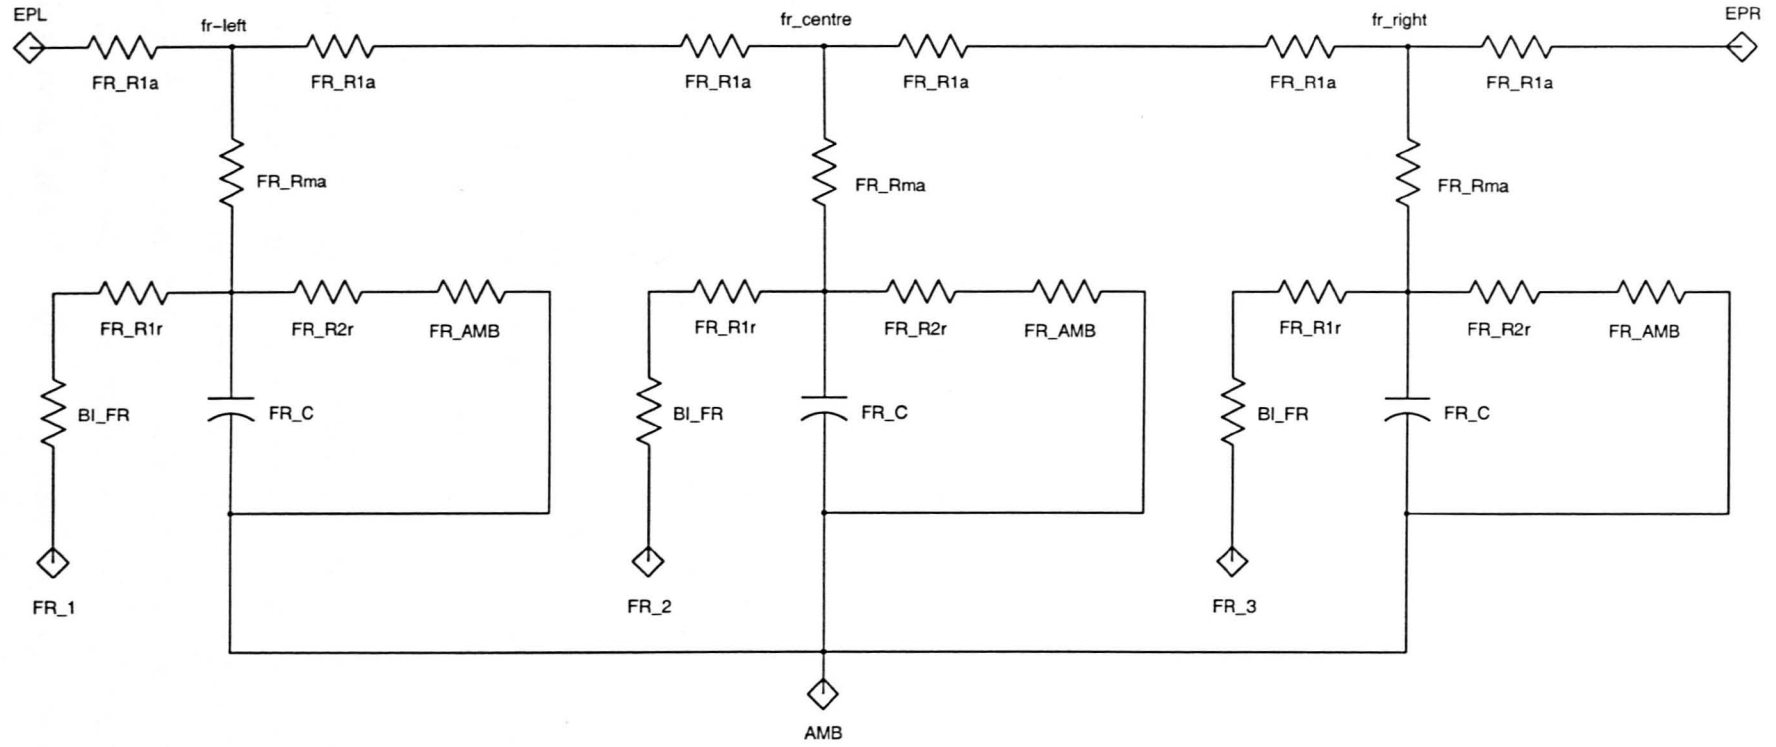 EPL
fr-left
fr_centre
fr_right
EPR
FR_R1a
FR_R1a
FR_R1a
FR_R1a
FR_R1a
FR_R1a
FR_Rma
FR_Rma
FR_Rma
FR_R1r
FR_R2r
FR_AMB
FR_R1r
FR_R2r
FR_AMB
FR_R1r
FR_R2r
FR_AMB
BI_FR
FR_C
BI_FR
FR_C
BI_FR
FR_C
FR_1
FR_2
FR_3
AMB